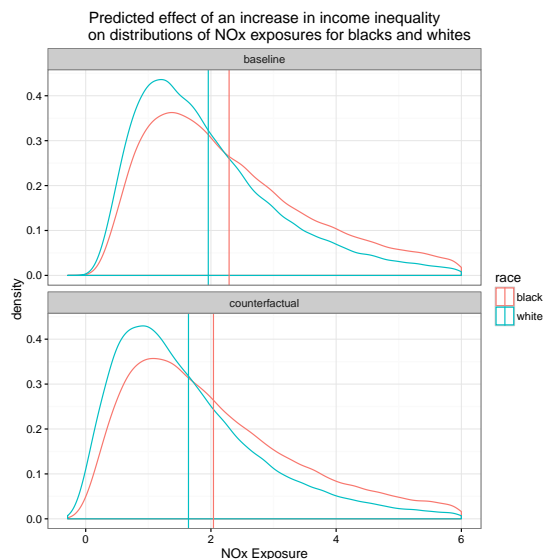 Predicted effect of an increase in income inequality
on distributions of NOx exposures for blacks and whites
baseline
0.4
0.3
0.2
0.1
0.0
counterfactual
0.4
0.3
0.2
0.1
0.0
density
0 2 4 6
NOx Exposure
race
black
white